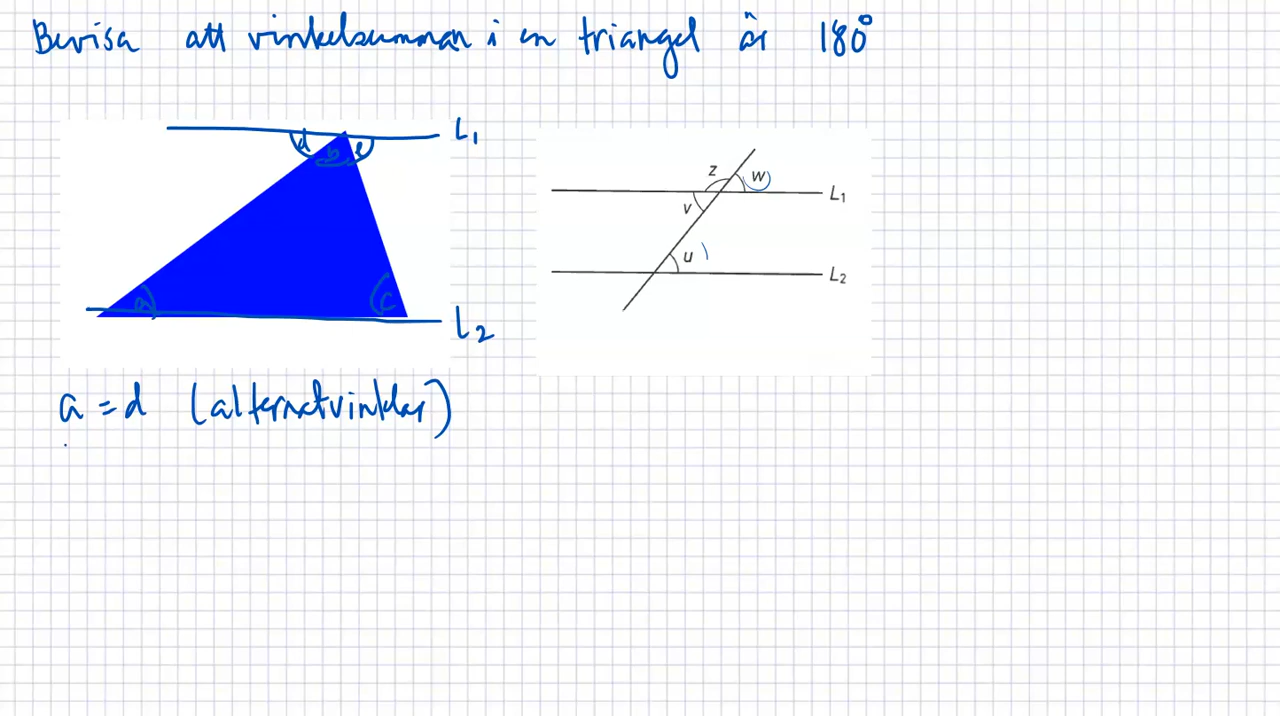 Bevisa att vinkelsumman i en triangel är 180°
L₁
d b e
a c
L₂
z w
L₁
v
u
L₂
a = d (alternatvinklar)